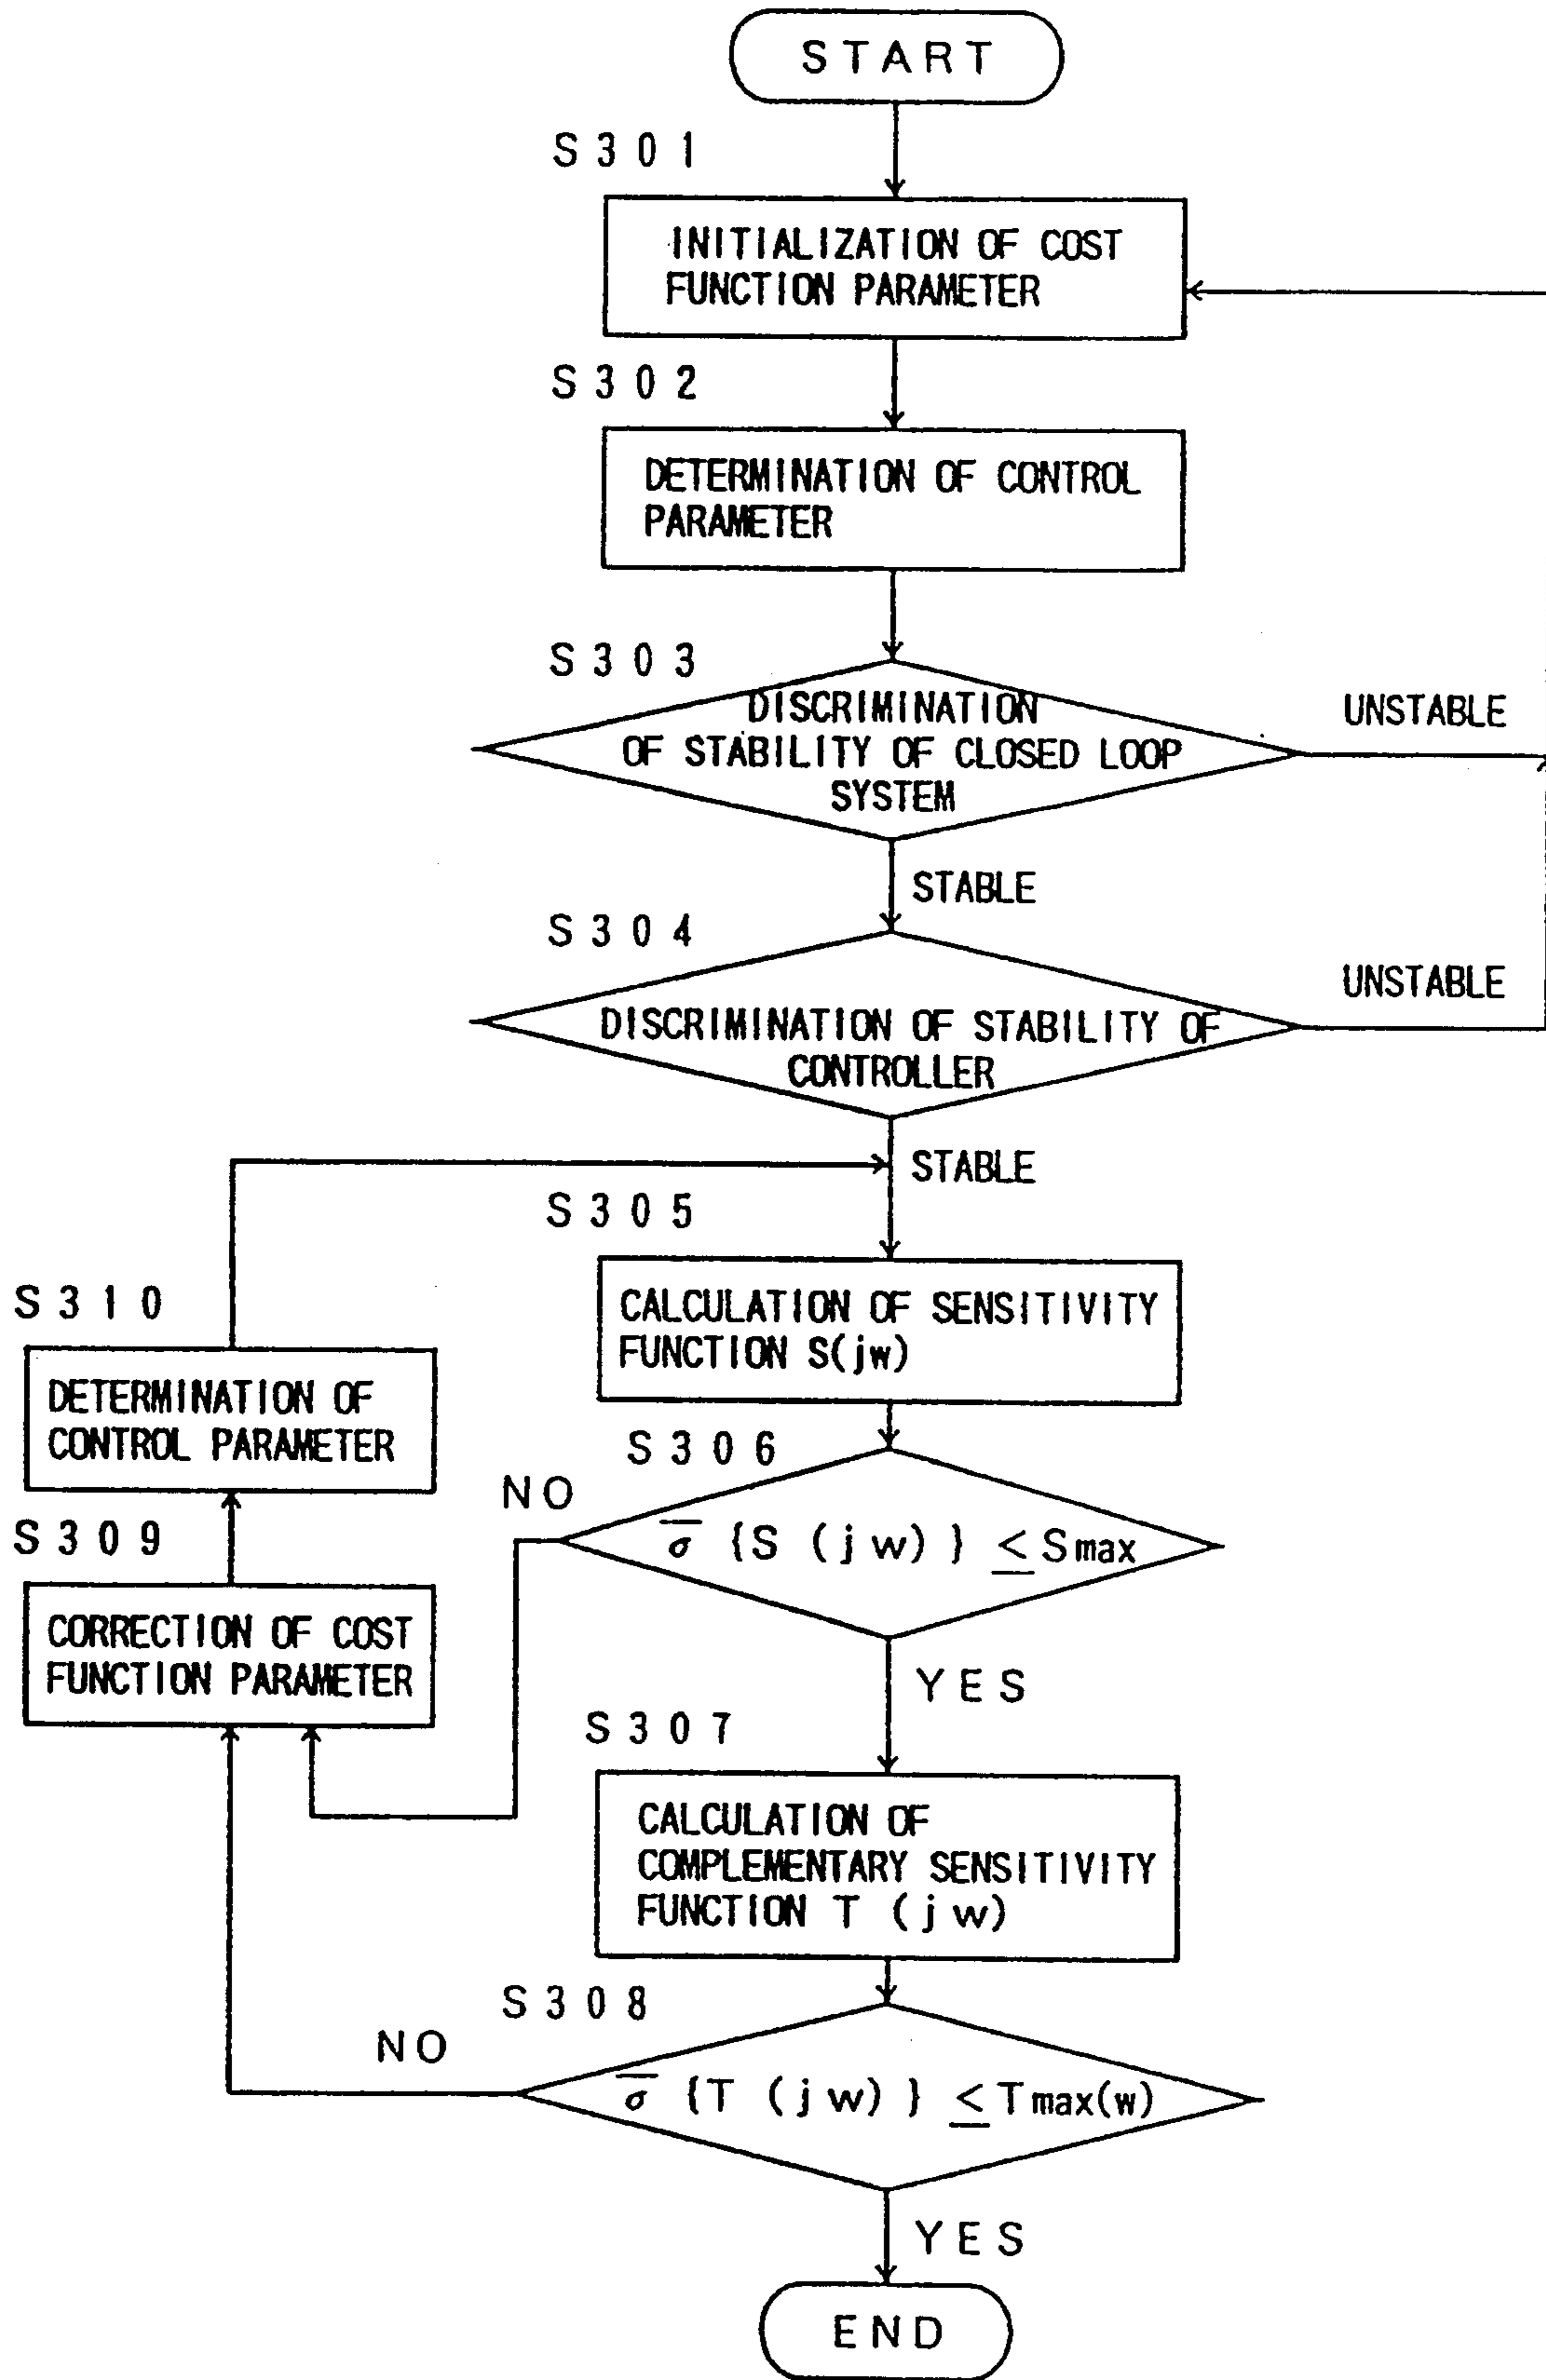 START
S301
INITIALIZATION OF COST
FUNCTION PARAMETER
S302
DETERMINATION OF CONTROL
PARAMETER
S303
DISCRIMINATION
OF STABILITY OF CLOSED LOOP
SYSTEM
UNSTABLE
STABLE
S304
DISCRIMINATION OF STABILITY OF
CONTROLLER
UNSTABLE
STABLE
S305
CALCULATION OF SENSITIVITY
FUNCTION S(jw)
S306
σ̅ {S (jw) } ≤ Smax
NO
YES
S307
CALCULATION OF
COMPLEMENTARY SENSITIVITY
FUNCTION T (jw)
S308
σ̅ {T (jw) } ≤ Tmax(w)
NO
YES
S309
CORRECTION OF COST
FUNCTION PARAMETER
S310
DETERMINATION OF
CONTROL PARAMETER
END